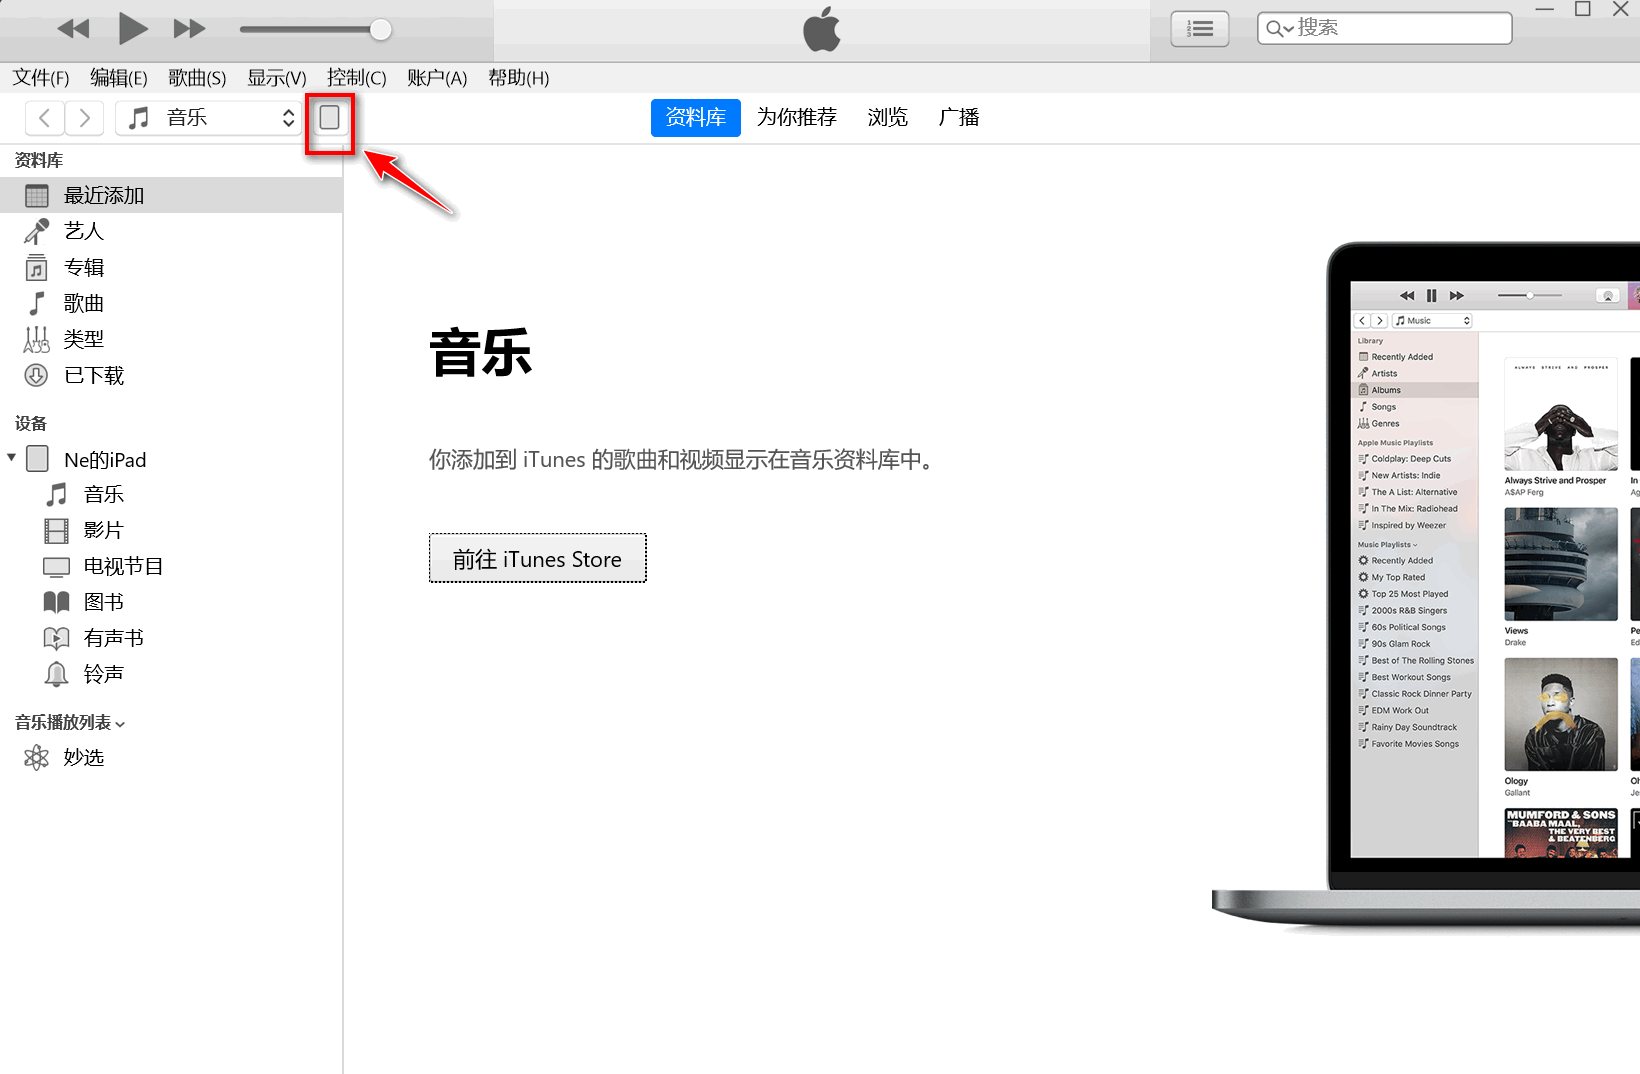 搜索
文件(F) 编辑(E) 歌曲(S) 显示(V) 控制(C) 账户(A) 帮助(H)
音乐
资料库 为你推荐 浏览 广播
资料库
最近添加
艺人
专辑
歌曲
类型
已下载
设备
Ne的iPad
音乐
影片
电视节目
图书
有声书
铃声
音乐播放列表
妙选
音乐
你添加到 iTunes 的歌曲和视频显示在音乐资料库中。
前往 iTunes Store
Music
Library
Recently Added
Artists
Albums
Songs
Genres
Apple Music Playlists
Coldplay: Deep Cuts
New Artists: Indie
The A List: Alternative
In The Mix: Radiohead
Inspired by Weezer
Music Playlists
Recently Added
My Top Rated
Top 25 Most Played
2000s R&B Singers
60s Political Songs
90s Glam Rock
Best of The Rolling Stones
Best Workout Songs
Classic Rock Dinner Party
EDM Work Out
Rainy Day Soundtrack
Favorite Movies Songs
ALWAYS STRIVE AND PROSPER
Always Strive and Prosper
A$AP Ferg
Views
Drake
Ology
Gallant
MUMFORD & SONS
BAABA MAAL,
THE VERY BEST
& BEATENBERG
In
Ag
Pe
Ed
Ol
Je